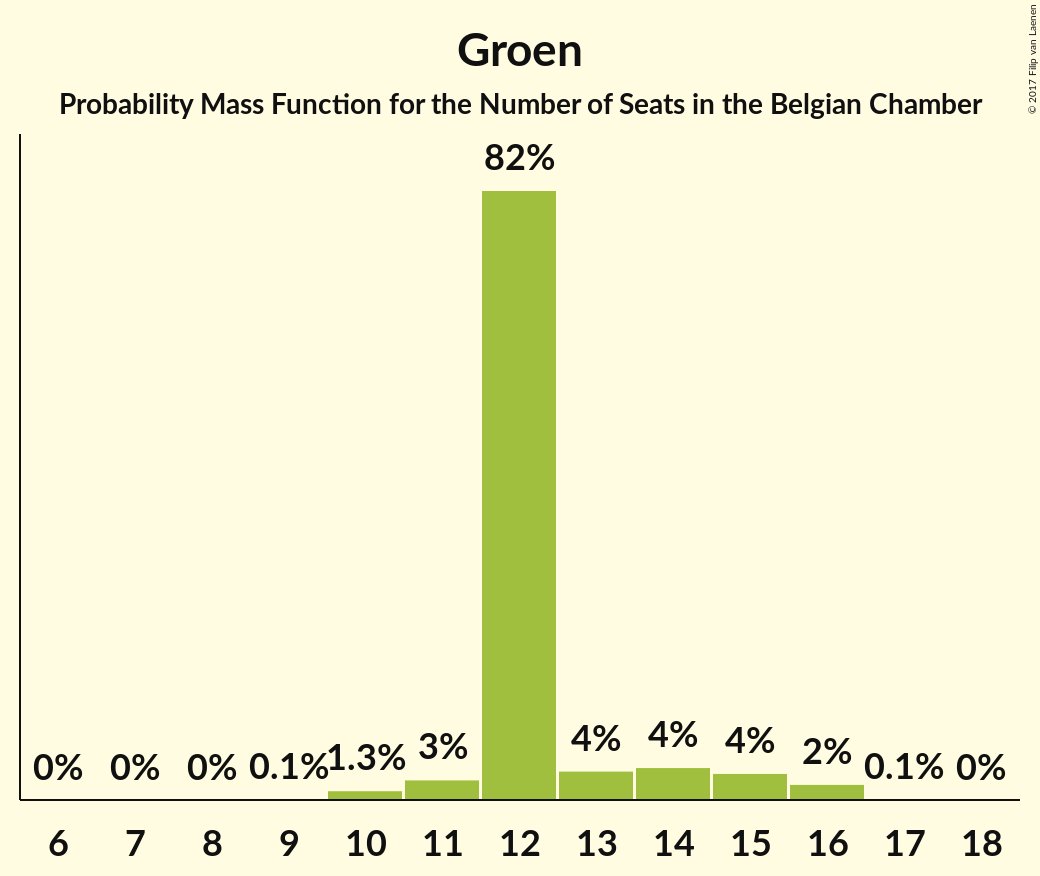 Groen
Probability Mass Function for the Number of Seats in the Belgian Chamber
© 2017 Filip van Laenen
82%
0% 0% 0% 0.1% 1.3% 3% 4% 4% 4% 2% 0.1% 0%
6 7 8 9 10 11 12 13 14 15 16 17 18